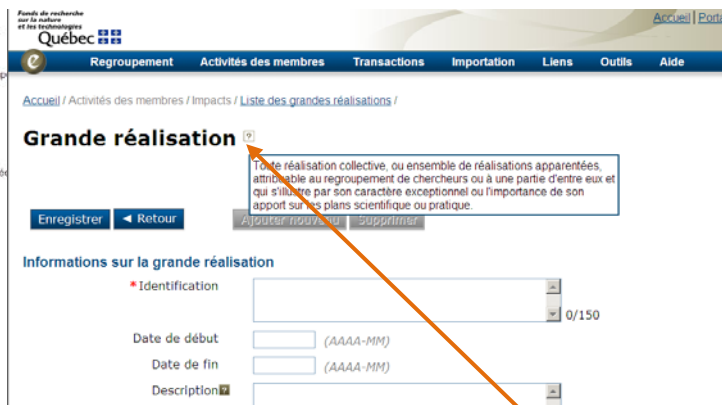 Fonds de recherche
sur la nature
et les technologies
Québec
Accueil | Porta
e Regroupement Activités des membres Transactions Importation Liens Outils Aide
Accueil / Activités des membres / Impacts / Liste des grandes réalisations /
Grande réalisation ?
Toute réalisation collective, ou ensemble de réalisations apparentées,
attribuable au regroupement de chercheurs ou à une partie d'entre eux et
qui s'illustre par son caractère exceptionnel ou l'importance de son
apport sur les plans scientifique ou pratique.
Enregistrer ◄ Retour Ajouter nouveau Supprimer
Informations sur la grande réalisation
* Identification
0/150
Date de début (AAAA-MM)
Date de fin (AAAA-MM)
Description ?